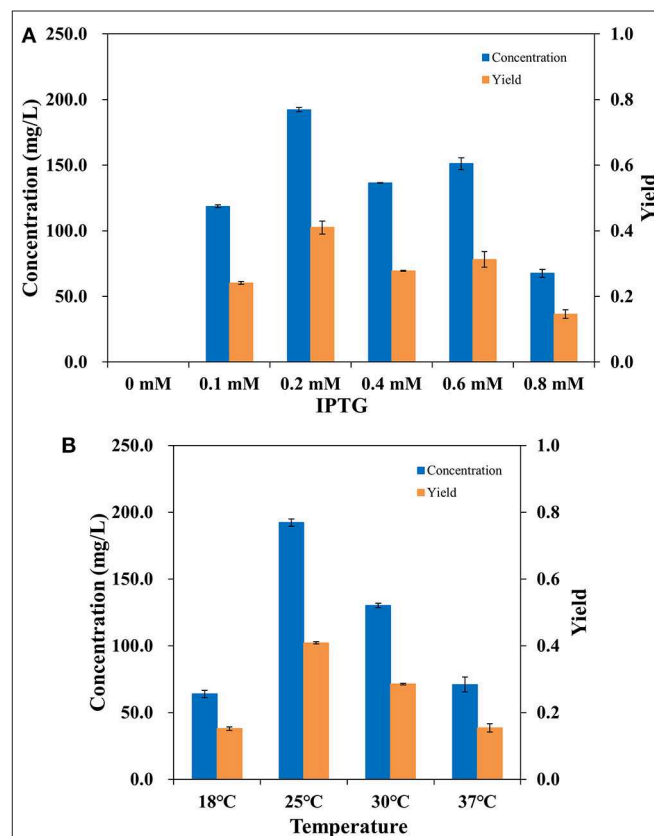 A
250.0
200.0
150.0
100.0
50.0
0.0
Concentration (mg/L)
1.0
0.8
0.6
0.4
0.2
0.0
Yield
Concentration
Yield
0 mM 0.1 mM 0.2 mM 0.4 mM 0.6 mM 0.8 mM
IPTG
B
250.0
200.0
150.0
100.0
50.0
0.0
Concentration (mg/L)
1.0
0.8
0.6
0.4
0.2
0.0
Yield
Concentration
Yield
18°C 25°C 30°C 37°C
Temperature